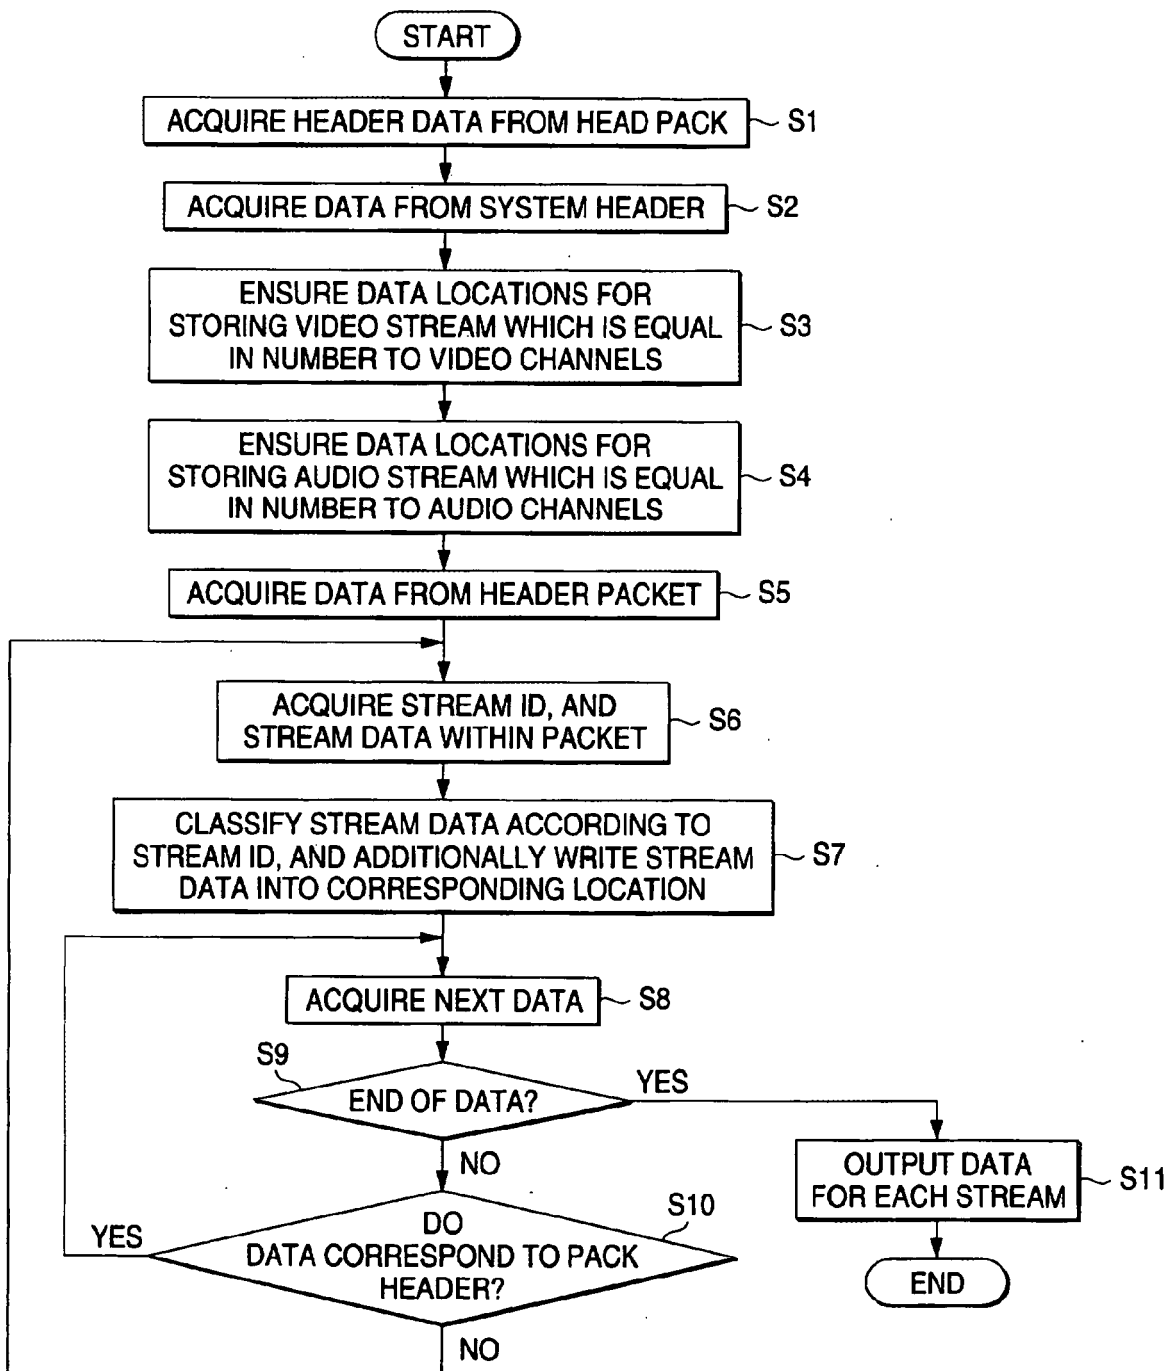 START
ACQUIRE HEADER DATA FROM HEAD PACK
S1
ACQUIRE DATA FROM SYSTEM HEADER
S2
ENSURE DATA LOCATIONS FOR
STORING VIDEO STREAM WHICH IS EQUAL
IN NUMBER TO VIDEO CHANNELS
S3
ENSURE DATA LOCATIONS FOR
STORING AUDIO STREAM WHICH IS EQUAL
IN NUMBER TO AUDIO CHANNELS
S4
ACQUIRE DATA FROM HEADER PACKET
S5
ACQUIRE STREAM ID, AND
STREAM DATA WITHIN PACKET
S6
CLASSIFY STREAM DATA ACCORDING TO
STREAM ID, AND ADDITIONALLY WRITE STREAM
DATA INTO CORRESPONDING LOCATION
S7
ACQUIRE NEXT DATA
S8
S9
END OF DATA?
YES
NO
OUTPUT DATA
FOR EACH STREAM
S11
S10
YES
DO
DATA CORRESPOND TO PACK
HEADER?
END
NO